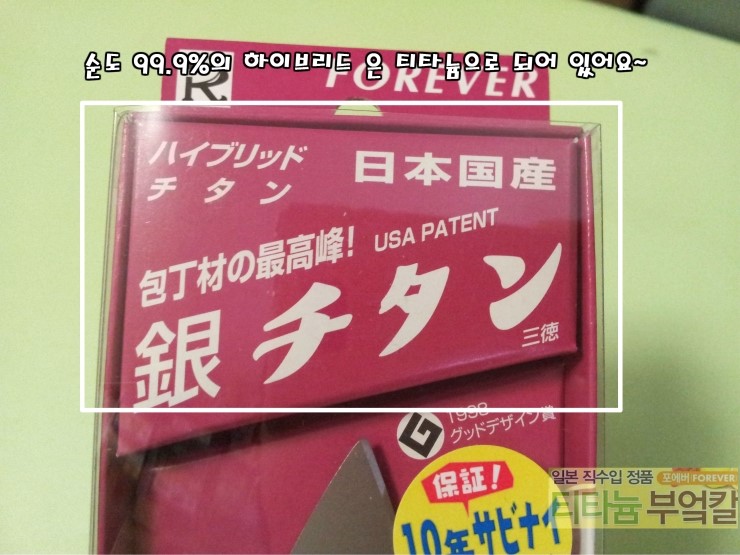 순도 99.9%의 하이브리드 은 티타늄으로 되어 있어요~
R
FOREVER
ハイブリッド
チタン
日本国産
包丁材の最高峰!
USA PATENT
銀チタン
三徳
G
1998
グッドデザイン賞
保証!
10年サビナイ
일본 직수입 정품
포에버 FOREVER
티타늄 부엌칼